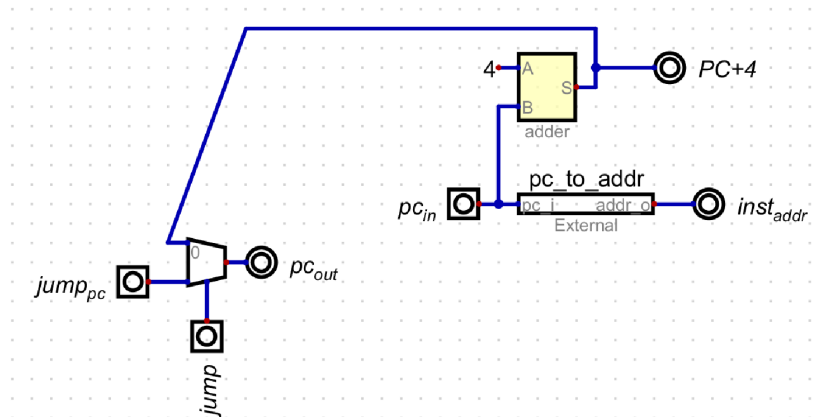 4
A
S
PC+4
B
adder
pc_to_addr
pc_in
pc_i
addr_o
inst_addr
External
0
pc_out
jump_pc
jump